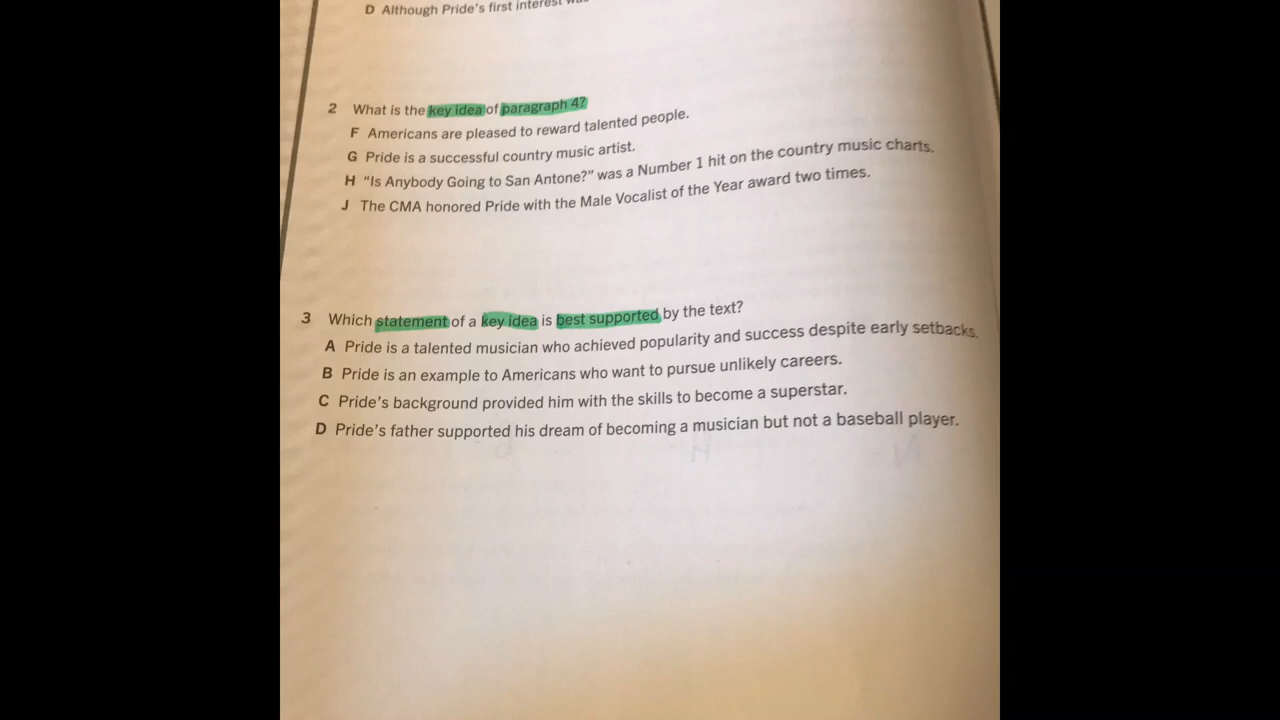 D Although Pride's first interest
2 What is the key idea of paragraph 4?
F Americans are pleased to reward talented people.
G Pride is a successful country music artist.
H "Is Anybody Going to San Antone?" was a Number 1 hit on the country music charts.
J The CMA honored Pride with the Male Vocalist of the Year award two times.
3 Which statement of a key idea is best supported by the text?
A Pride is a talented musician who achieved popularity and success despite early setbacks.
B Pride is an example to Americans who want to pursue unlikely careers.
C Pride's background provided him with the skills to become a superstar.
D Pride's father supported his dream of becoming a musician but not a baseball player.